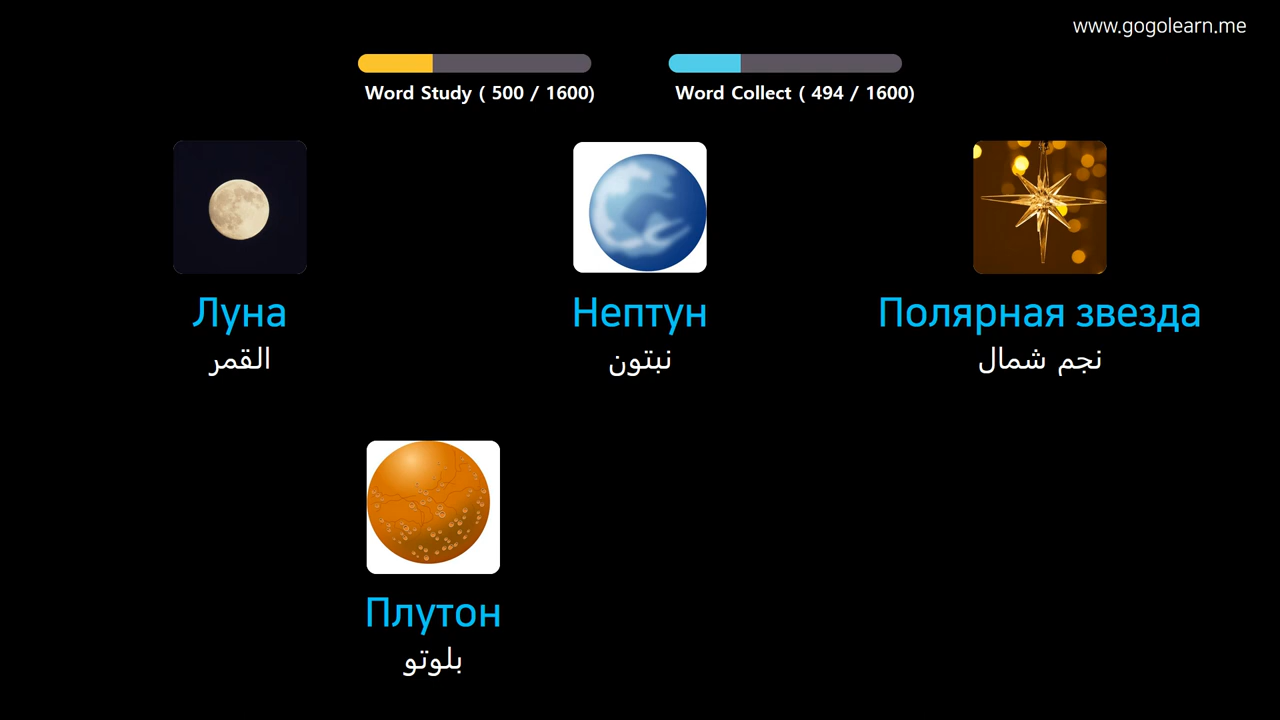 www.gogolearn.me
Word Study ( 500 / 1600)
Word Collect ( 494 / 1600)
Луна
القمر
Нептун
نبتون
Полярная звезда
نجم شمال
Плутон
بلوتو